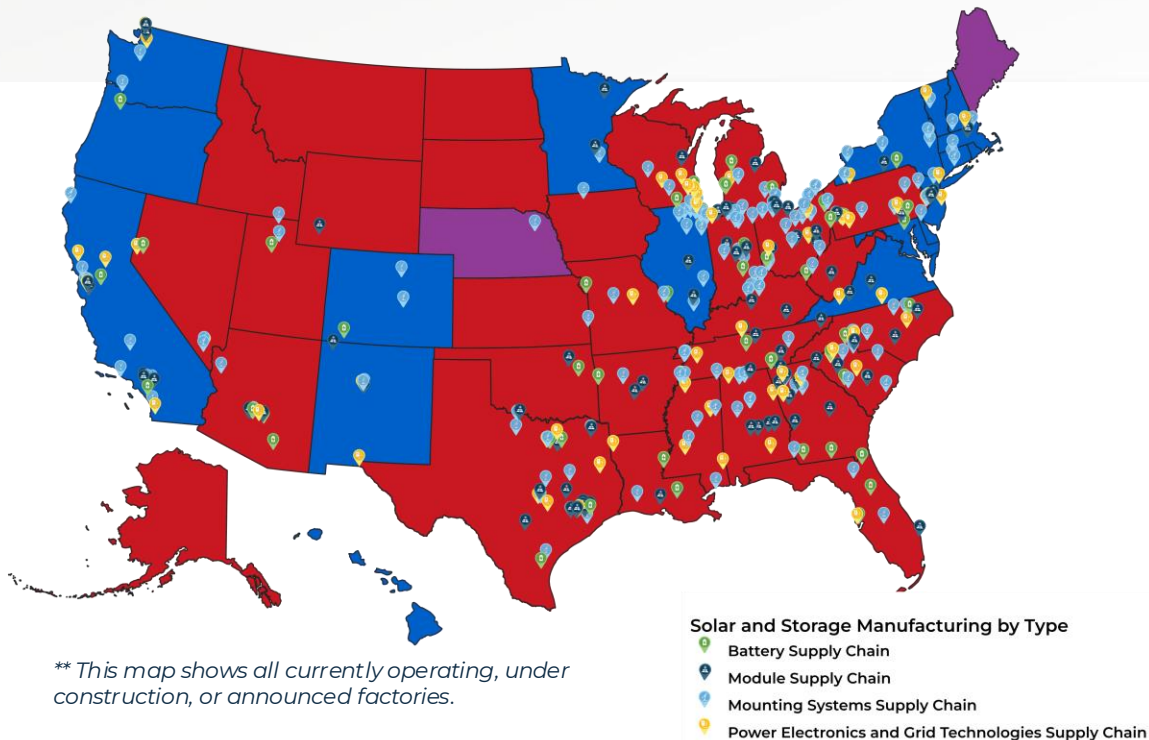 ** This map shows all currently operating, under
construction, or announced factories.
Solar and Storage Manufacturing by Type
Battery Supply Chain
Module Supply Chain
Mounting Systems Supply Chain
Power Electronics and Grid Technologies Supply Chain